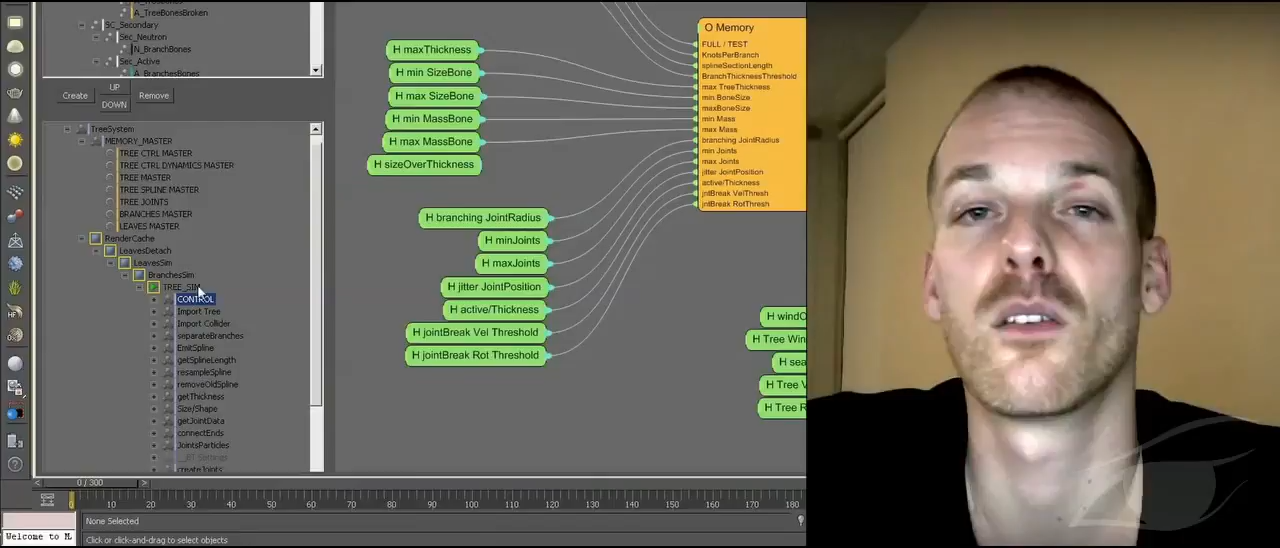 A_TreeBonesBroken
SC_Secondary
Sec_Neutron
N_BranchBones
Sec_Active
A_BranchesBones
Create
UP
DOWN
Remove
TreeSystem
MEMORY_MASTER
TREE CTRL MASTER
TREE CTRL DYNAMICS MASTER
TREE MASTER
TREE SPLINE MASTER
TREE JOINTS
BRANCHES MASTER
LEAVES MASTER
RenderCache
LeavesDetach
LeavesSim
BranchesSim
TREE_SIM
CONTROL
Import Tree
Import Collider
separateBranches
EmitSpline
getSplineLength
resampleSpline
removeOldSpline
getThickness
Size/Shape
getJointData
connectEnds
JointsParticles
createJoints
H maxThickness
H min SizeBone
H max SizeBone
H min MassBone
H max MassBone
H sizeOverThickness
H branching JointRadius
H minJoints
H maxJoints
H jitter JointPosition
H active/Thickness
H jointBreak Vel Threshold
H jointBreak Rot Threshold
O Memory
FULL / TEST
KnotsPerBranch
splineSectionLength
BranchThicknessThreshold
max TreeThickness
min BoneSize
maxBoneSize
min Mass
max Mass
branching JointRadius
min Joints
max Joints
jitter JointPosition
active/Thickness
jntBreak VelThresh
jntBreak RotThresh
H windO
H Tree Win
H sea
H Tree V
H Tree R
0 / 300
10 20 30 40 50 60 70 80 90 100 110 120 130 140 150 160 170 180
None Selected
Welcome to M
Click or click-and-drag to select objects